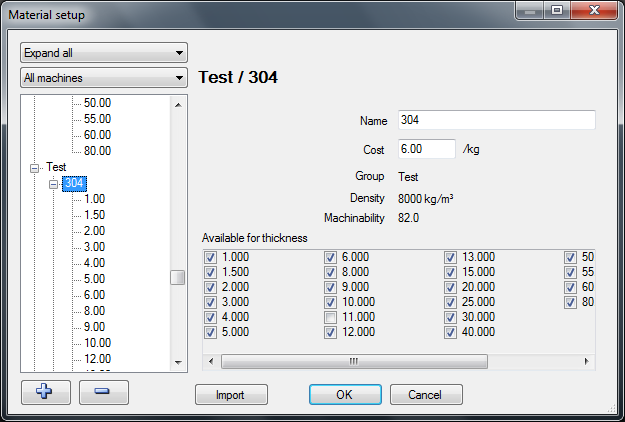 Material setup
Expand all
All machines
50.00
55.00
60.00
80.00
Test
304
1.00
1.50
2.00
3.00
4.00
5.00
6.00
8.00
9.00
10.00
12.00
Test / 304
Name 304
Cost 6.00 /kg
Group Test
Density 8000 kg/m³
Machinability 82.0
Available for thickness
1.000 6.000 13.000 50
1.500 8.000 15.000 55
2.000 9.000 20.000 60
3.000 10.000 25.000 80
4.000 11.000 30.000
5.000 12.000 40.000
Import OK Cancel